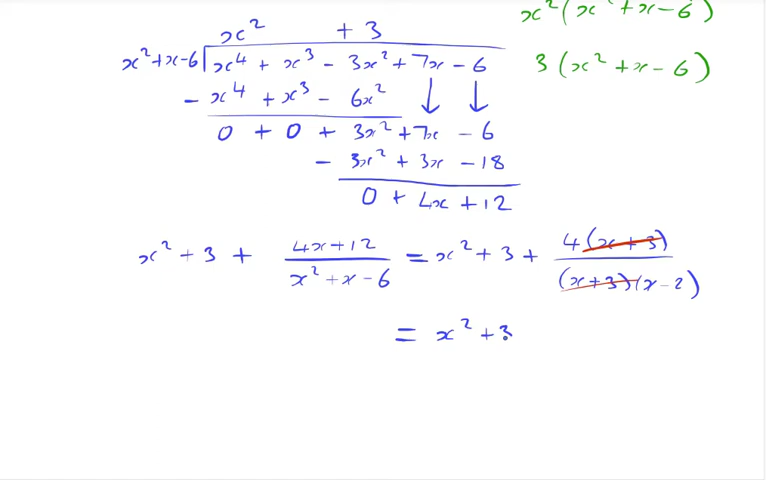 x²(x² + x - 6)
x² + 3
x² + x - 6 x⁴ + x³ - 3x² + 7x - 6
3(x² + x - 6)
- x⁴ + x³ - 6x²
0 + 0 + 3x² + 7x - 6
- 3x² + 3x - 18
0 + 4x + 12
x² + 3 + (4x + 12)/(x² + x - 6) = x² + 3 + 4(x + 3)/((x + 3)(x - 2))
= x² + 3